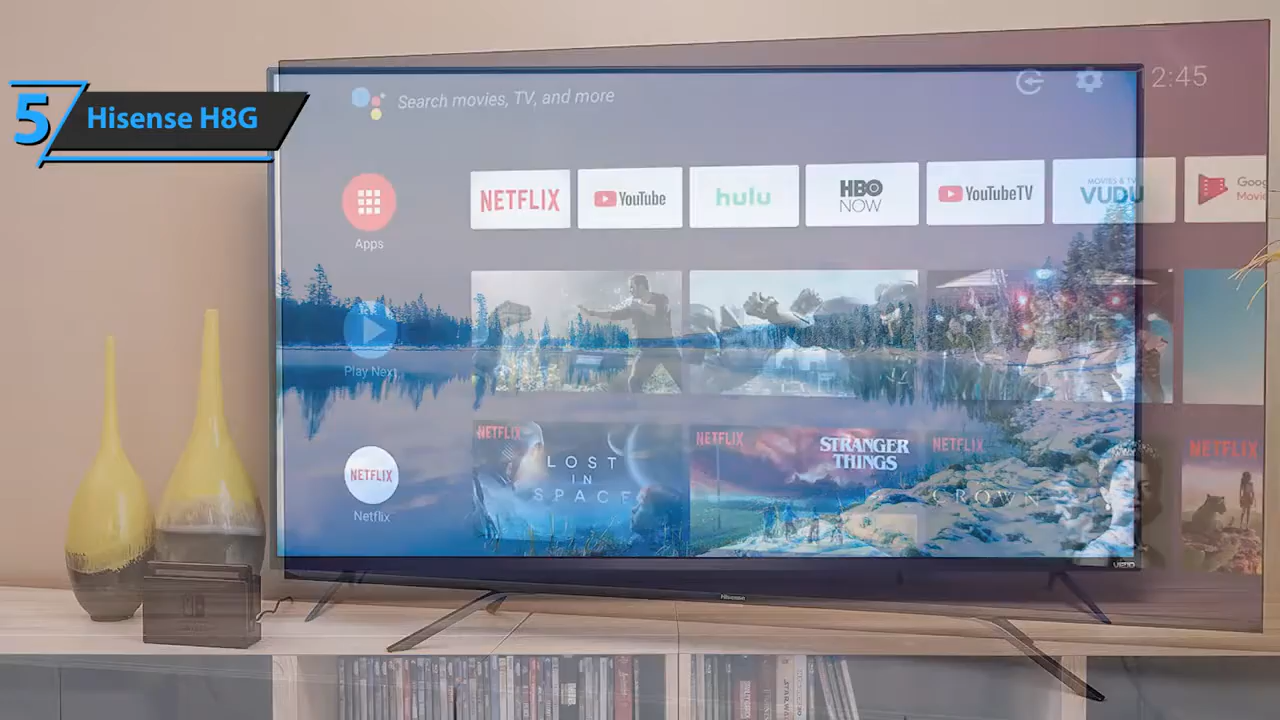 5 Hisense H8G
Search movies, TV, and more
2:45
NETFLIX
YouTube
hulu
HBO NOW
YouTubeTV
MOVIES & TV
VUDU
Apps
Play Next
NETFLIX
Netflix
NETFLIX
LOST
IN
SPACE
NETFLIX
STRANGER
THINGS
NETFLIX
CROWN
NETFLIX
VIZIO
Hisense